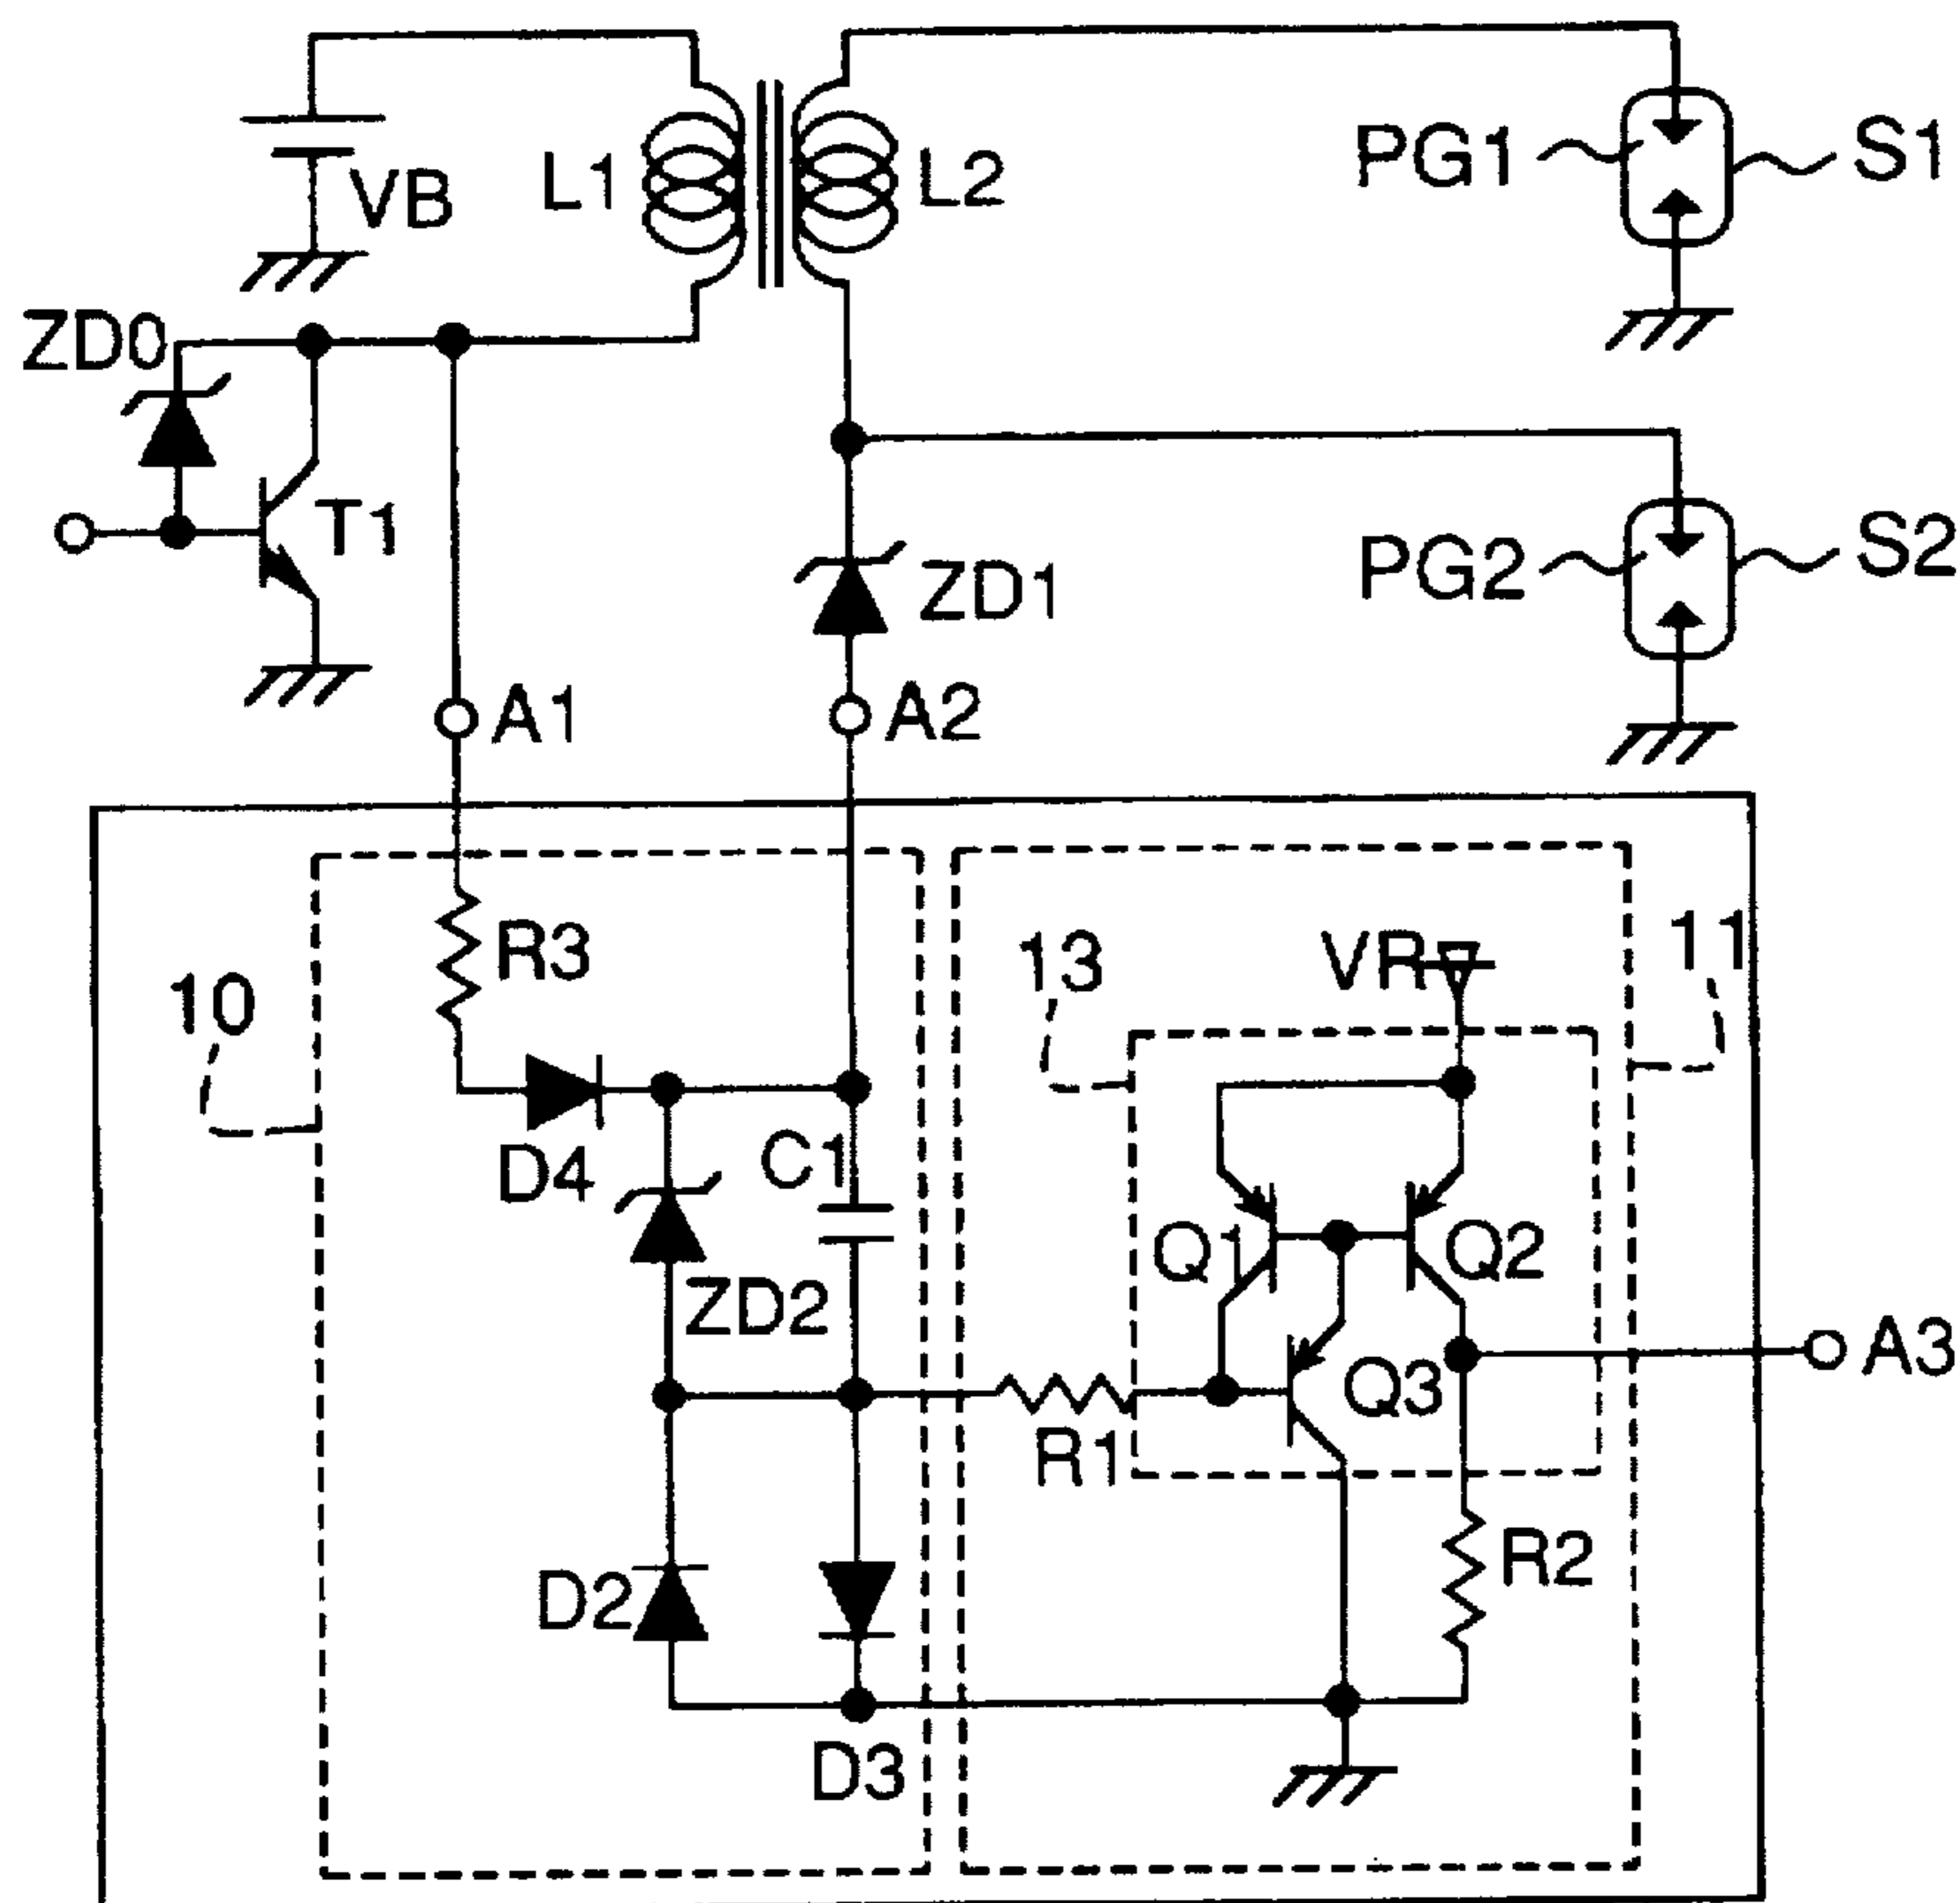 PG1
S1
L1
L2
VB
ZD0
T1
PG2
S2
ZD1
A1
A2
R3
13
VR
11
10
D4
C1
Q1
Q2
ZD2
Q3
A3
R1
R2
D2
D3